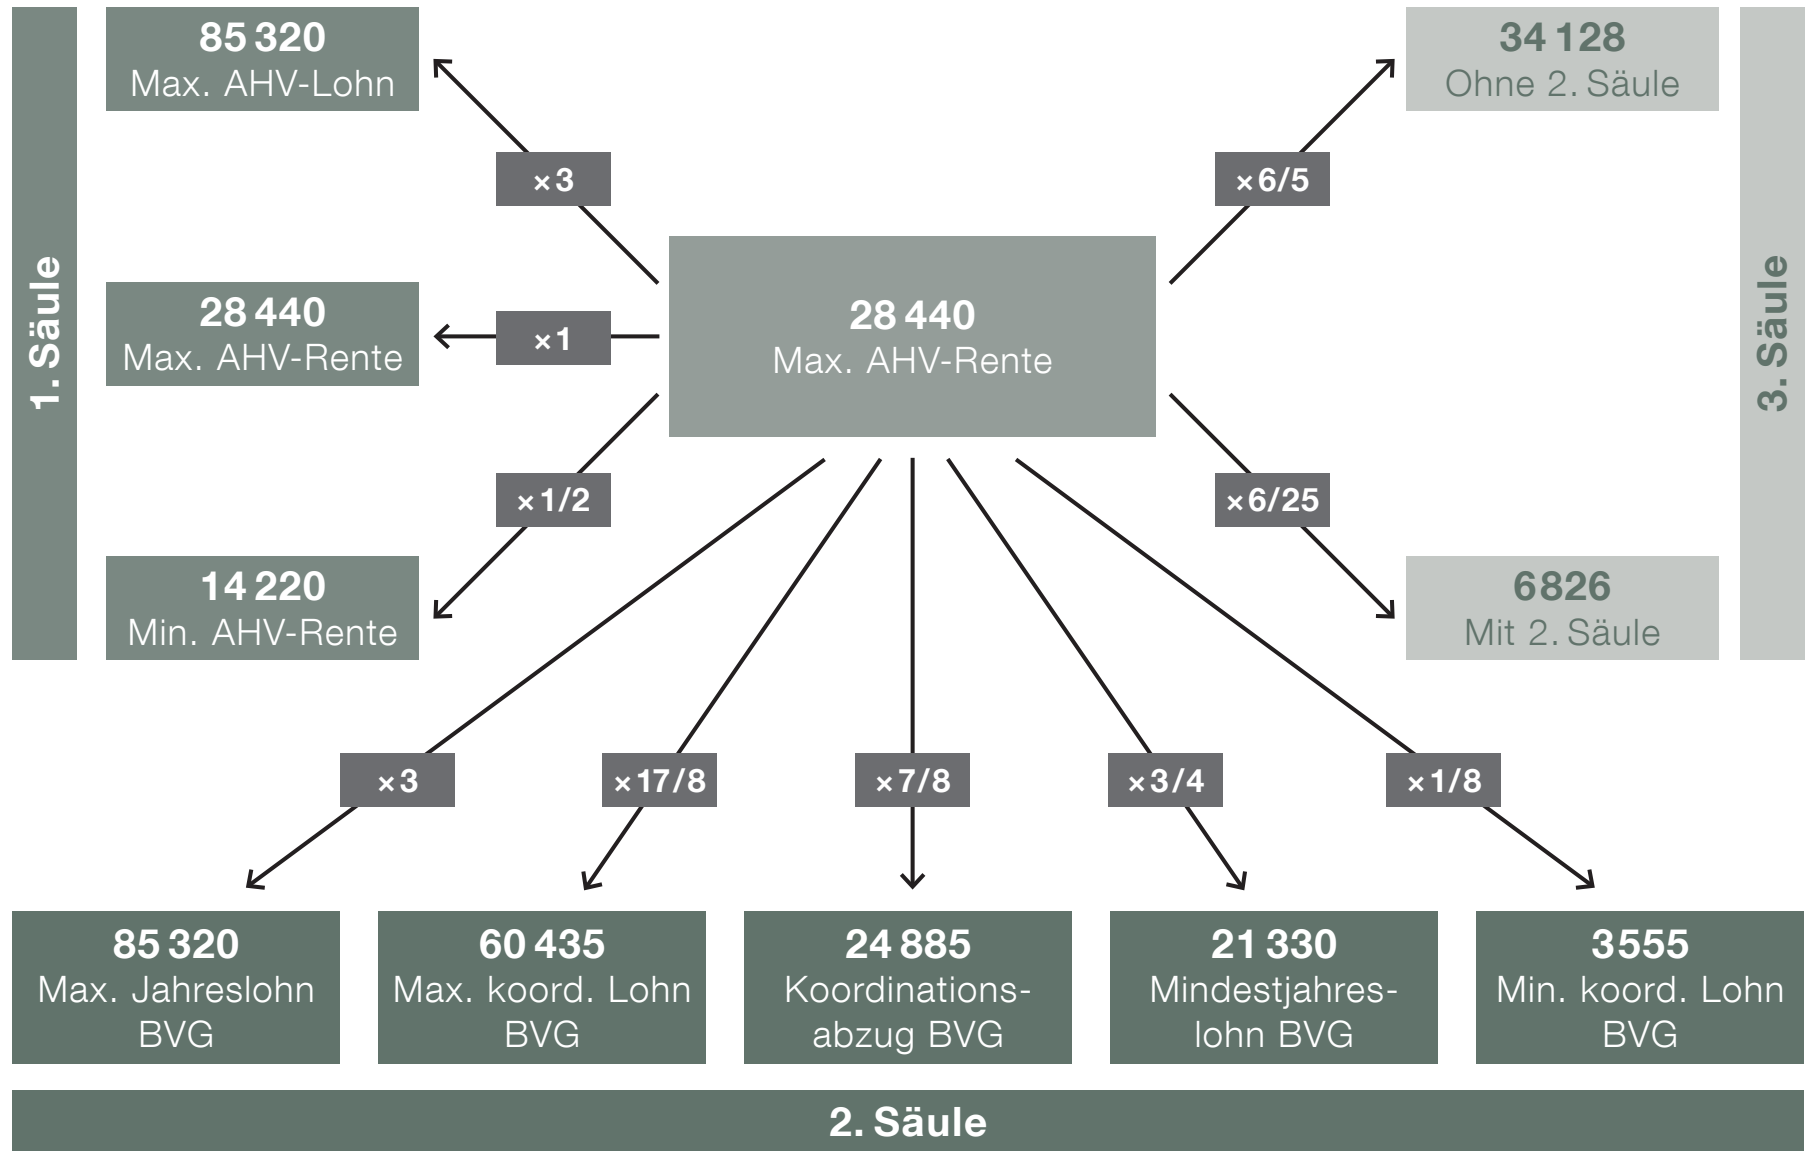 1. Säule
85 320
Max. AHV-Lohn
×3
28 440
Max. AHV-Rente
×1
14 220
Min. AHV-Rente
×1/2
28 440
Max. AHV-Rente
×6/5
34 128
Ohne 2. Säule
×6/25
6826
Mit 2. Säule
3. Säule
×3
×17/8
×7/8
×3/4
×1/8
85 320
Max. Jahreslohn
BVG
60 435
Max. koord. Lohn
BVG
24 885
Koordinations-
abzug BVG
21 330
Mindestjahres-
lohn BVG
3555
Min. koord. Lohn
BVG
2. Säule